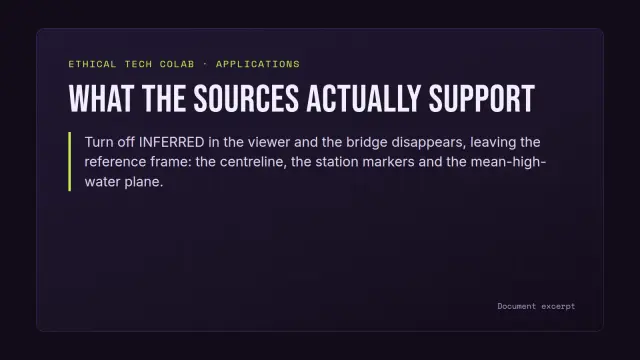 ETHICAL TECH COLAB · APPLICATIONS
WHAT THE SOURCES ACTUALLY SUPPORT
Turn off INFERRED in the viewer and the bridge disappears, leaving the
reference frame: the centreline, the station markers and the mean-high-
water plane.
Document excerpt